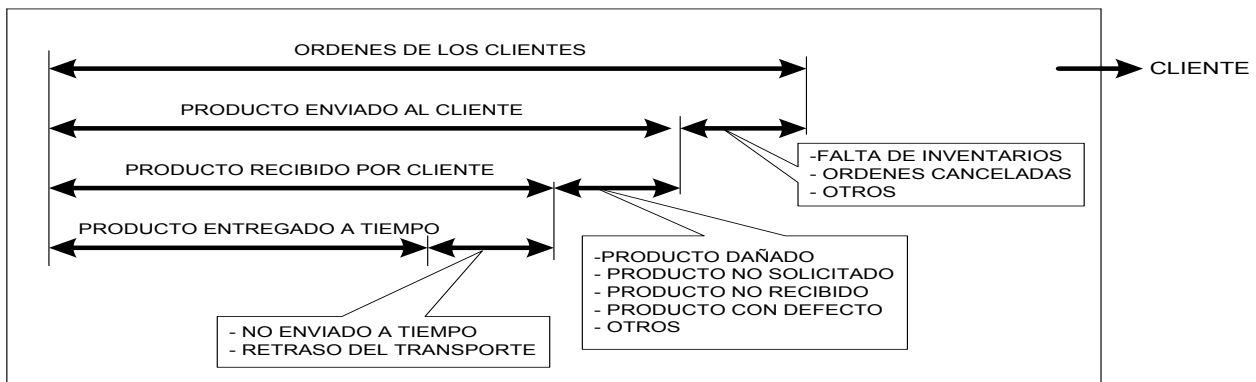 ORDENES DE LOS CLIENTES
CLIENTE
PRODUCTO ENVIADO AL CLIENTE
-FALTA DE INVENTARIOS
- ORDENES CANCELADAS
- OTROS
PRODUCTO RECIBIDO POR CLIENTE
PRODUCTO ENTREGADO A TIEMPO
-PRODUCTO DAÑADO
- PRODUCTO NO SOLICITADO
- PRODUCTO NO RECIBIDO
- PRODUCTO CON DEFECTO
- OTROS
- NO ENVIADO A TIEMPO
- RETRASO DEL TRANSPORTE